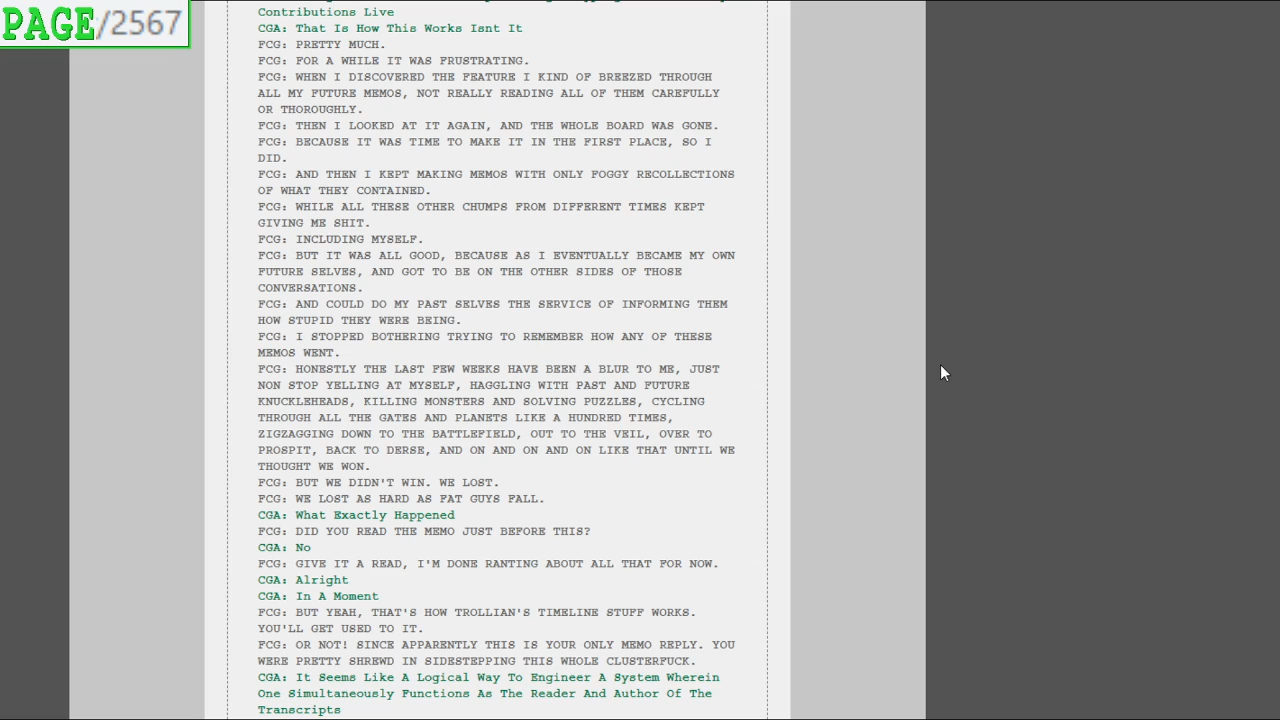 PAGE/2567
Contributions Live
CGA: That Is How This Works Isnt It
FCG: PRETTY MUCH.
FCG: FOR A WHILE IT WAS FRUSTRATING.
FCG: WHEN I DISCOVERED THE FEATURE I KIND OF BREEZED THROUGH
ALL MY FUTURE MEMOS, NOT REALLY READING ALL OF THEM CAREFULLY
OR THOROUGHLY.
FCG: THEN I LOOKED AT IT AGAIN, AND THE WHOLE BOARD WAS GONE.
FCG: BECAUSE IT WAS TIME TO MAKE IT IN THE FIRST PLACE, SO I
DID.
FCG: AND THEN I KEPT MAKING MEMOS WITH ONLY FOGGY RECOLLECTIONS
OF WHAT THEY CONTAINED.
FCG: WHILE ALL THESE OTHER CHUMPS FROM DIFFERENT TIMES KEPT
GIVING ME SHIT.
FCG: INCLUDING MYSELF.
FCG: BUT IT WAS ALL GOOD, BECAUSE AS I EVENTUALLY BECAME MY OWN
FUTURE SELVES, AND GOT TO BE ON THE OTHER SIDES OF THOSE
CONVERSATIONS.
FCG: AND COULD DO MY PAST SELVES THE SERVICE OF INFORMING THEM
HOW STUPID THEY WERE BEING.
FCG: I STOPPED BOTHERING TRYING TO REMEMBER HOW ANY OF THESE
MEMOS WENT.
FCG: HONESTLY THE LAST FEW WEEKS HAVE BEEN A BLUR TO ME, JUST
NON STOP YELLING AT MYSELF, HAGGLING WITH PAST AND FUTURE
KNUCKLEHEADS, KILLING MONSTERS AND SOLVING PUZZLES, CYCLING
THROUGH ALL THE GATES AND PLANETS LIKE A HUNDRED TIMES,
ZIGZAGGING DOWN TO THE BATTLEFIELD, OUT TO THE VEIL, OVER TO
PROSPIT, BACK TO DERSE, AND ON AND ON AND ON LIKE THAT UNTIL WE
THOUGHT WE WON.
FCG: BUT WE DIDN'T WIN. WE LOST.
FCG: WE LOST AS HARD AS FAT GUYS FALL.
CGA: What Exactly Happened
FCG: DID YOU READ THE MEMO JUST BEFORE THIS?
CGA: No
FCG: GIVE IT A READ, I'M DONE RANTING ABOUT ALL THAT FOR NOW.
CGA: Alright
CGA: In A Moment
FCG: BUT YEAH, THAT'S HOW TROLLIAN'S TIMELINE STUFF WORKS.
YOU'LL GET USED TO IT.
FCG: OR NOT! SINCE APPARENTLY THIS IS YOUR ONLY MEMO REPLY. YOU
WERE PRETTY SHREWD IN SIDESTEPPING THIS WHOLE CLUSTERFUCK.
CGA: It Seems Like A Logical Way To Engineer A System Wherein
One Simultaneously Functions As The Reader And Author Of The
Transcripts